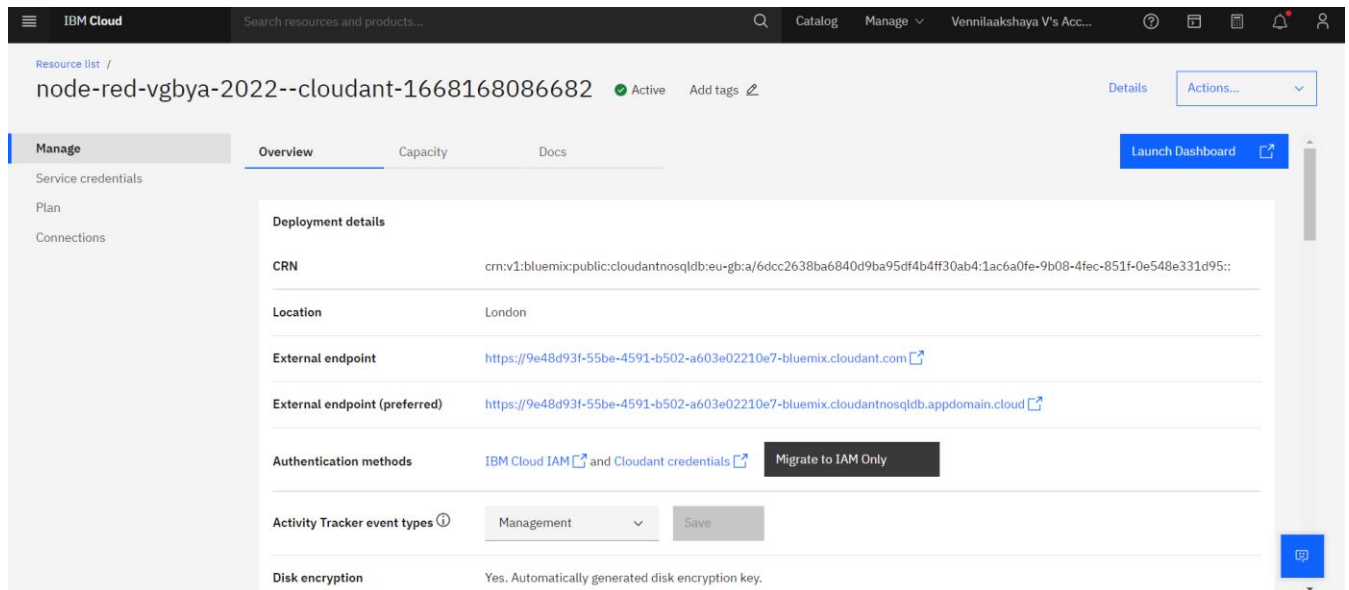 IBM Cloud
Search resources and products...
Catalog
Manage
Vennilaakshaya V's Acc...
Resource list /
node-red-vgbya-2022--cloudant-1668168086682
Active
Add tags
Details
Actions...
Manage
Service credentials
Plan
Connections
Overview
Capacity
Docs
Launch Dashboard
Deployment details
CRN
crn:v1:bluemix:public:cloudantnosqldb:eu-gb:a/6dcc2638ba6840d9ba95df4b4ff30ab4:1ac6a0fe-9b08-4fec-851f-0e548e331d95::
Location
London
External endpoint
https://9e48d93f-55be-4591-b502-a603e02210e7-bluemix.cloudant.com
External endpoint (preferred)
https://9e48d93f-55be-4591-b502-a603e02210e7-bluemix.cloudantnosqldb.appdomain.cloud
Authentication methods
IBM Cloud IAM and Cloudant credentials
Migrate to IAM Only
Activity Tracker event types
Management
Save
Disk encryption
Yes. Automatically generated disk encryption key.